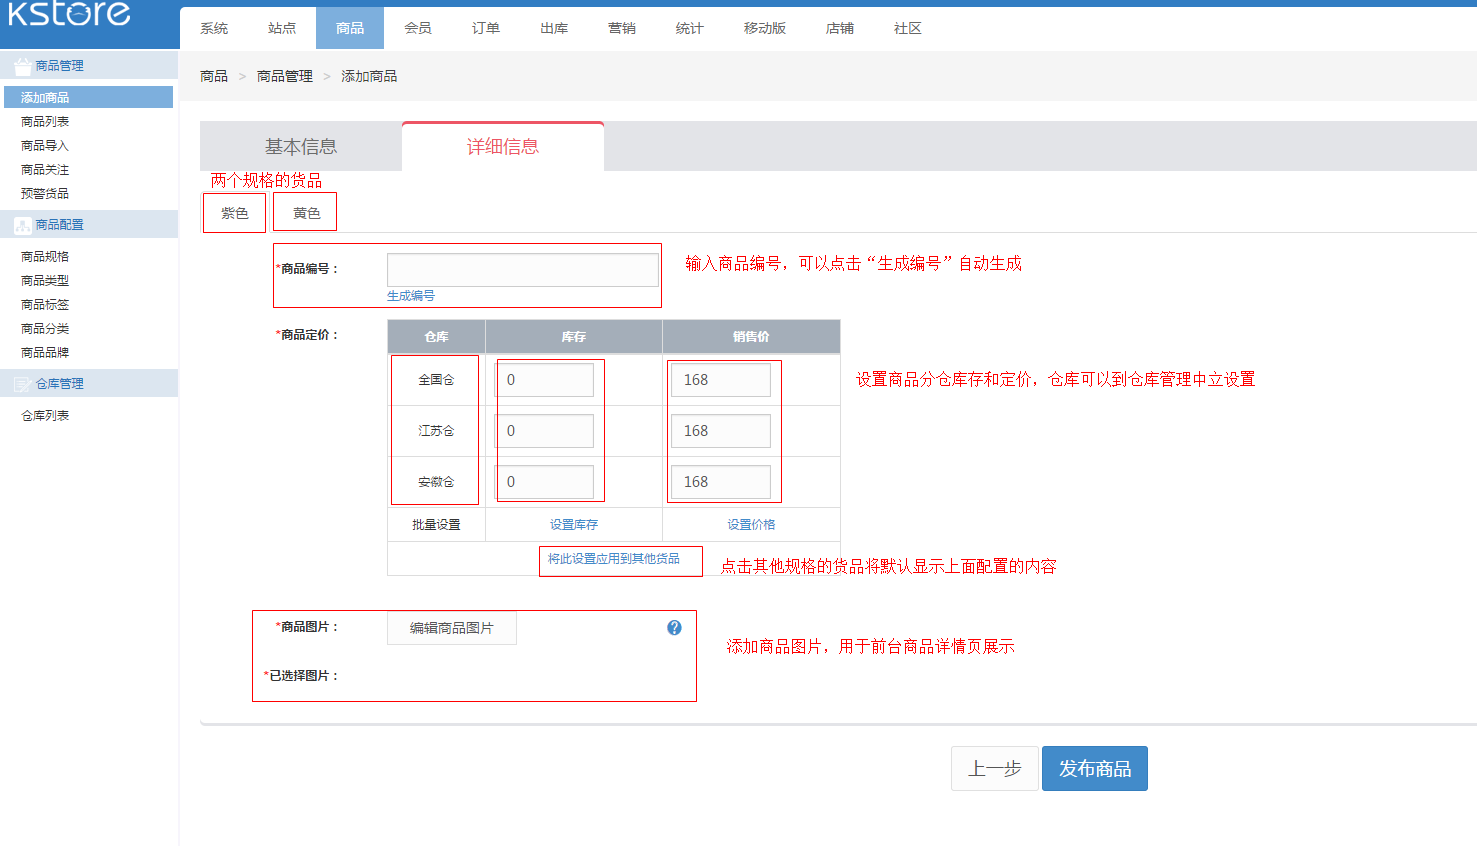 kstore
系统 站点 商品 会员 订单 出库 营销 统计 移动版 店铺 社区
商品管理
添加商品
商品列表
商品导入
商品关注
预警货品
商品配置
商品规格
商品类型
商品标签
商品分类
商品品牌
仓库管理
仓库列表
商品 > 商品管理 > 添加商品
基本信息 详细信息
两个规格的货品
紫色 黄色
*商品编号：
生成编号
输入商品编号，可以点击“生成编号”自动生成
*商品定价：
仓库 库存 销售价
全国仓 0 168
江苏仓 0 168
安徽仓 0 168
设置商品分仓库存和定价，仓库可以到仓库管理中立设置
批量设置 设置库存 设置价格
将此设置应用到其他货品
点击其他规格的货品将默认显示上面配置的内容
*商品图片： 编辑商品图片 ?
*已选择图片：
添加商品图片，用于前台商品详情页展示
上一步 发布商品